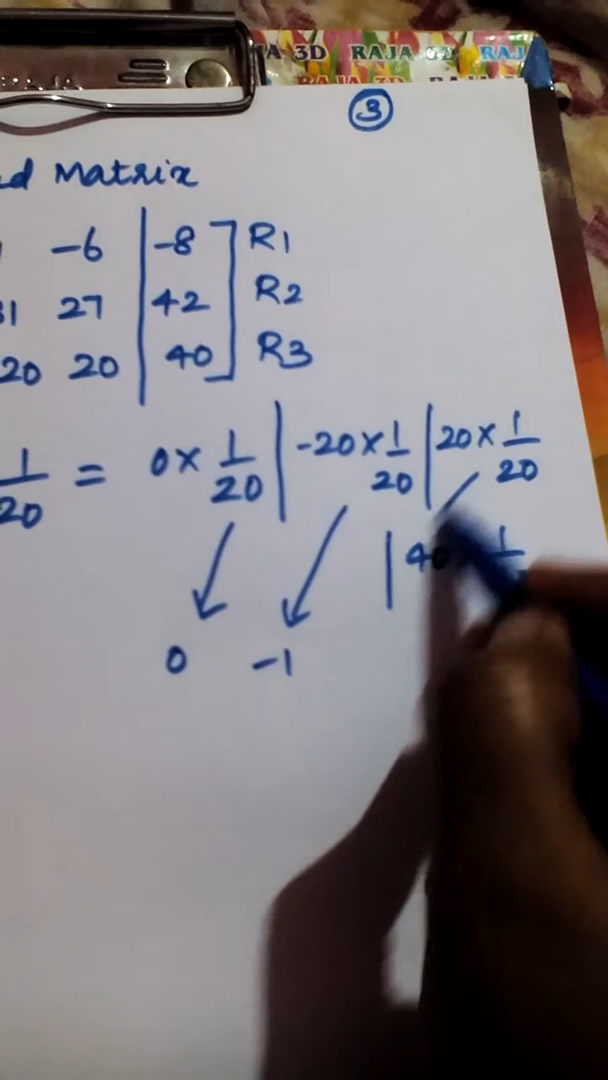 3D RAJA RAJ
③
Matrix
-6 | -8 ] R1
27 | 42 ] R2
20 20 | 40 ] R3
1/20 = 0 × 1/20 | -20 × 1/20 | 20 × 1/20
| 40
0 -1